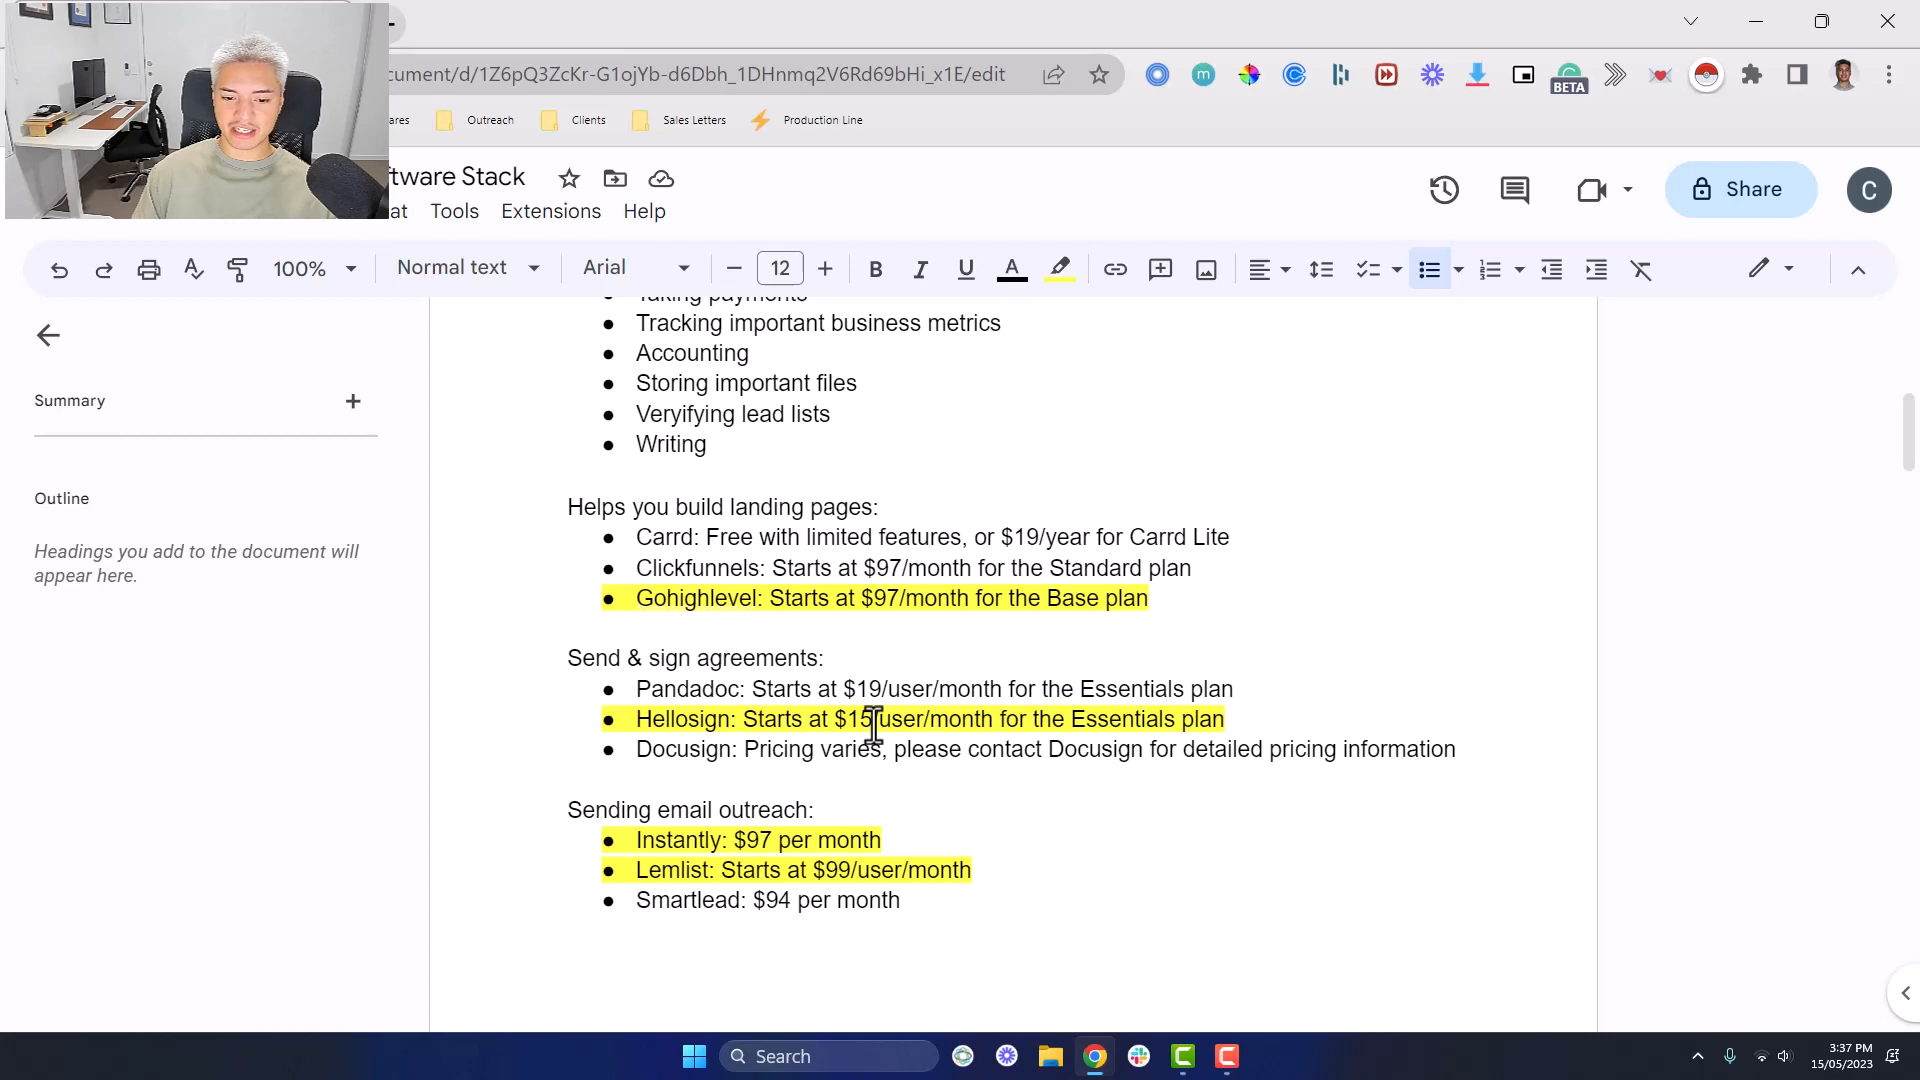 cument/d/1Z6pQ3ZcKr-G1ojYb-d6Dbh_1DHnmq2V6Rd69bHi_x1E/edit
BETA
ares
Outreach
Clients
Sales Letters
Production Line
ftware Stack
Share
C
at
Tools
Extensions
Help
100%
Normal text
Arial
12
Summary
Outline
Headings you add to the document will
appear here.
Taking payments
● Tracking important business metrics
● Accounting
● Storing important files
● Veryifying lead lists
● Writing
Helps you build landing pages:
● Carrd: Free with limited features, or $19/year for Carrd Lite
● Clickfunnels: Starts at $97/month for the Standard plan
● Gohighlevel: Starts at $97/month for the Base plan
Send & sign agreements:
● Pandadoc: Starts at $19/user/month for the Essentials plan
● Hellosign: Starts at $15/user/month for the Essentials plan
● Docusign: Pricing varies, please contact Docusign for detailed pricing information
Sending email outreach:
● Instantly: $97 per month
● Lemlist: Starts at $99/user/month
● Smartlead: $94 per month
Search
3:37 PM
15/05/2023